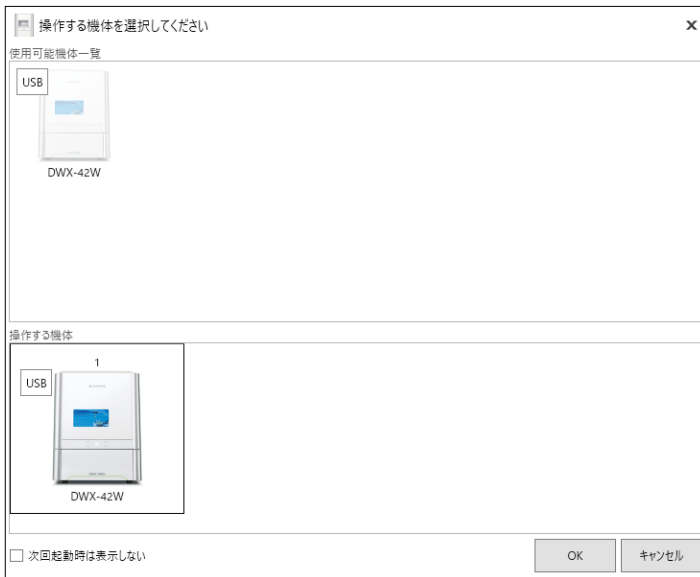 操作する機体を選択してください
使用可能機体一覧
USB
DWX-42W
操作する機体
1
USB
DWX-42W
次回起動時は表示しない
OK
キャンセル